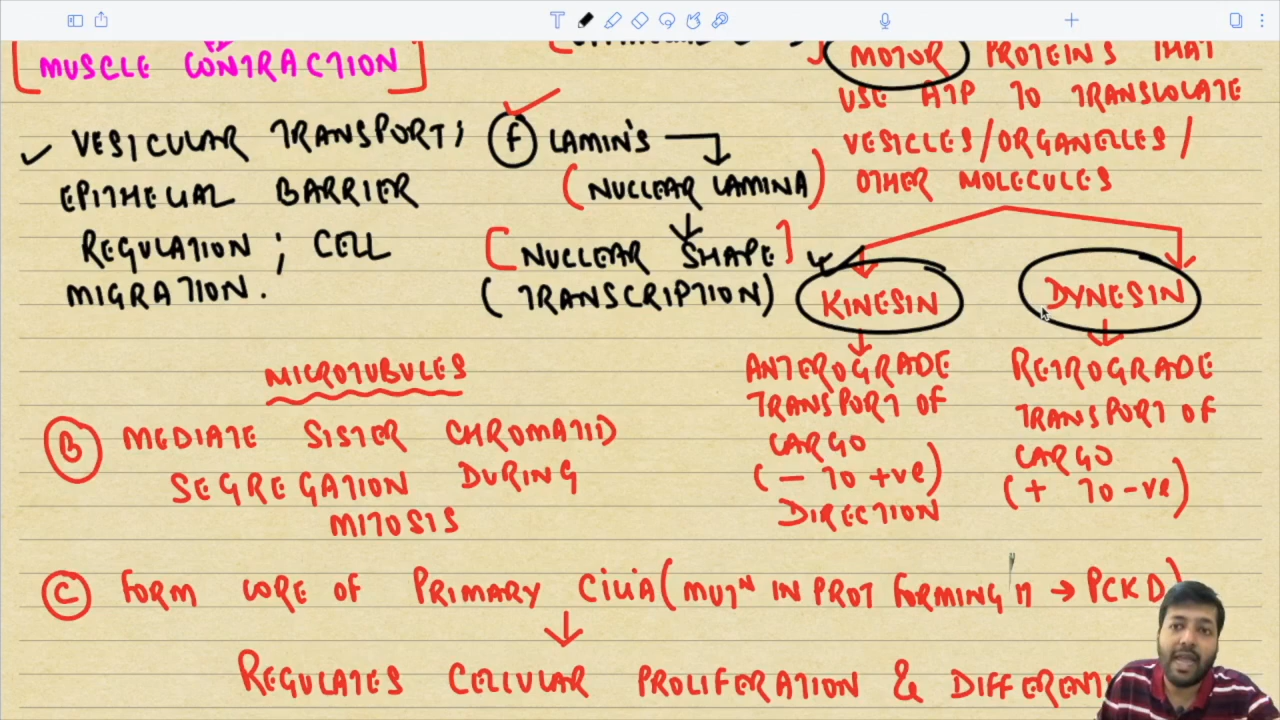 MUSCLE CONTRACTION
✓ VESICULAR TRANSPORT;
EPITHELIAL BARRIER
REGULATION; CELL
MIGRATION.
F LAMIN'S
(NUCLEAR LAMINA)
[NUCLEAR SHAPE]
(TRANSCRIPTION)
MOTOR PROTEINS THAT
USE ATP TO TRANSLOCATE
VESICLES/ORGANELLES/
OTHER MOLECULES
KINESIN
ANTEROGRADE
TRANSPORT OF
CARGO
(- TO +ve)
DIRECTION
DYNESIN
RETROGRADE
TRANSPORT OF
CARGO
(+ TO -ve)
MICROTUBULES
B MEDIATE SISTER CHROMATID
SEGREGATION DURING
MITOSIS
C FORM CORE OF PRIMARY CILIA (MUTN IN PROT FORMING IT → PCKD)
REGULATES CELLULAR PROLIFERATION & DIFFERENTI